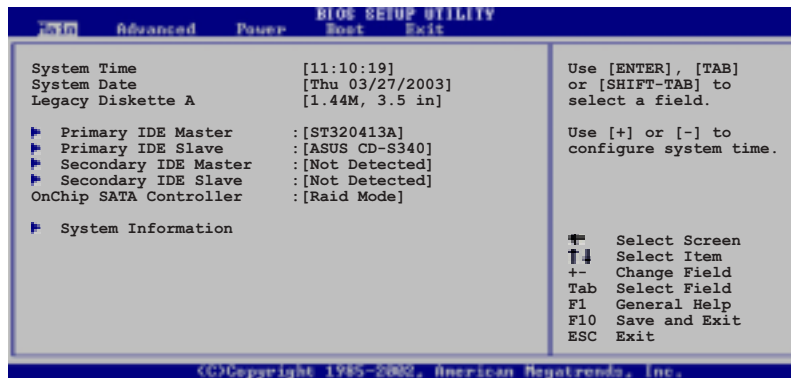 BIOS SETUP UTILITY
Main Advanced Power Boot Exit
System Time [11:10:19]
System Date [Thu 03/27/2003]
Legacy Diskette A [1.44M, 3.5 in]
Primary IDE Master :[ST320413A]
Primary IDE Slave :[ASUS CD-S340]
Secondary IDE Master :[Not Detected]
Secondary IDE Slave :[Not Detected]
OnChip SATA Controller :[Raid Mode]
System Information
Use [ENTER], [TAB]
or [SHIFT-TAB] to
select a field.
Use [+] or [-] to
configure system time.
Select Screen
↑↓ Select Item
+- Change Field
Tab Select Field
F1 General Help
F10 Save and Exit
ESC Exit
(C)Copyright 1985-2002, American Megatrends, Inc.